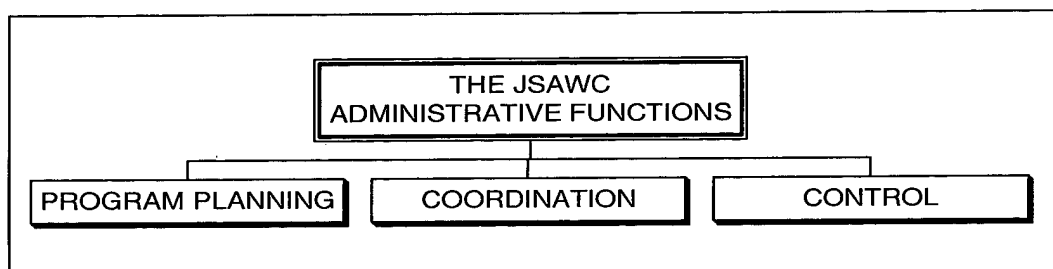 THE JSAWC
ADMINISTRATIVE FUNCTIONS
PROGRAM PLANNING
COORDINATION
CONTROL